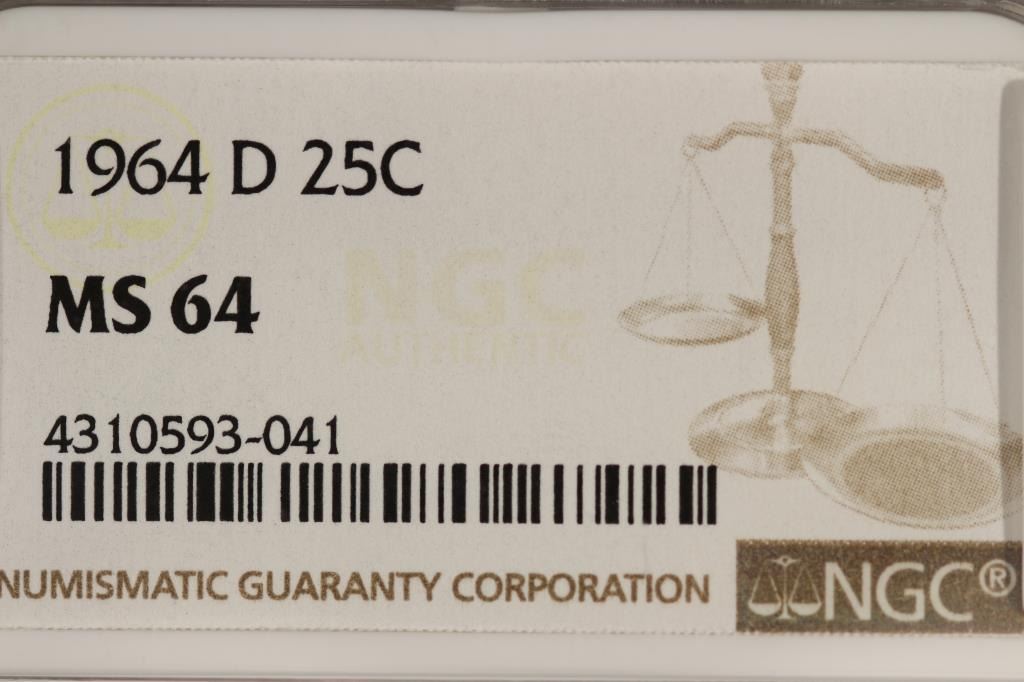 1964 D 25C
MS 64
NGC
AUTHENTIC
4310593-041
NUMISMATIC GUARANTY CORPORATION
NGC®